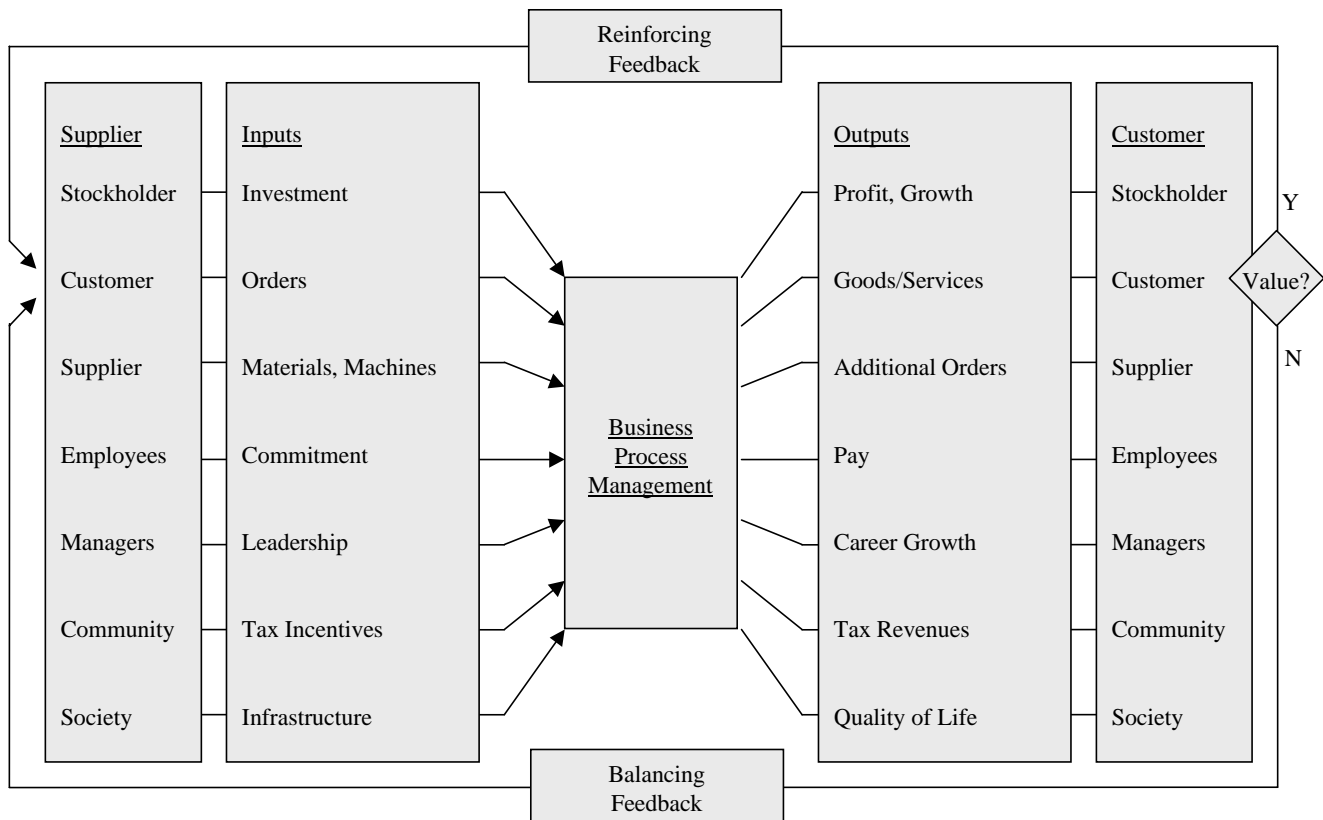 Reinforcing
Feedback
Supplier
Stockholder
Customer
Supplier
Employees
Managers
Community
Society
Inputs
Investment
Orders
Materials, Machines
Commitment
Leadership
Tax Incentives
Infrastructure
Business
Process
Management
Outputs
Profit, Growth
Goods/Services
Additional Orders
Pay
Career Growth
Tax Revenues
Quality of Life
Customer
Stockholder
Customer
Supplier
Employees
Managers
Community
Society
Y
Value?
N
Balancing
Feedback